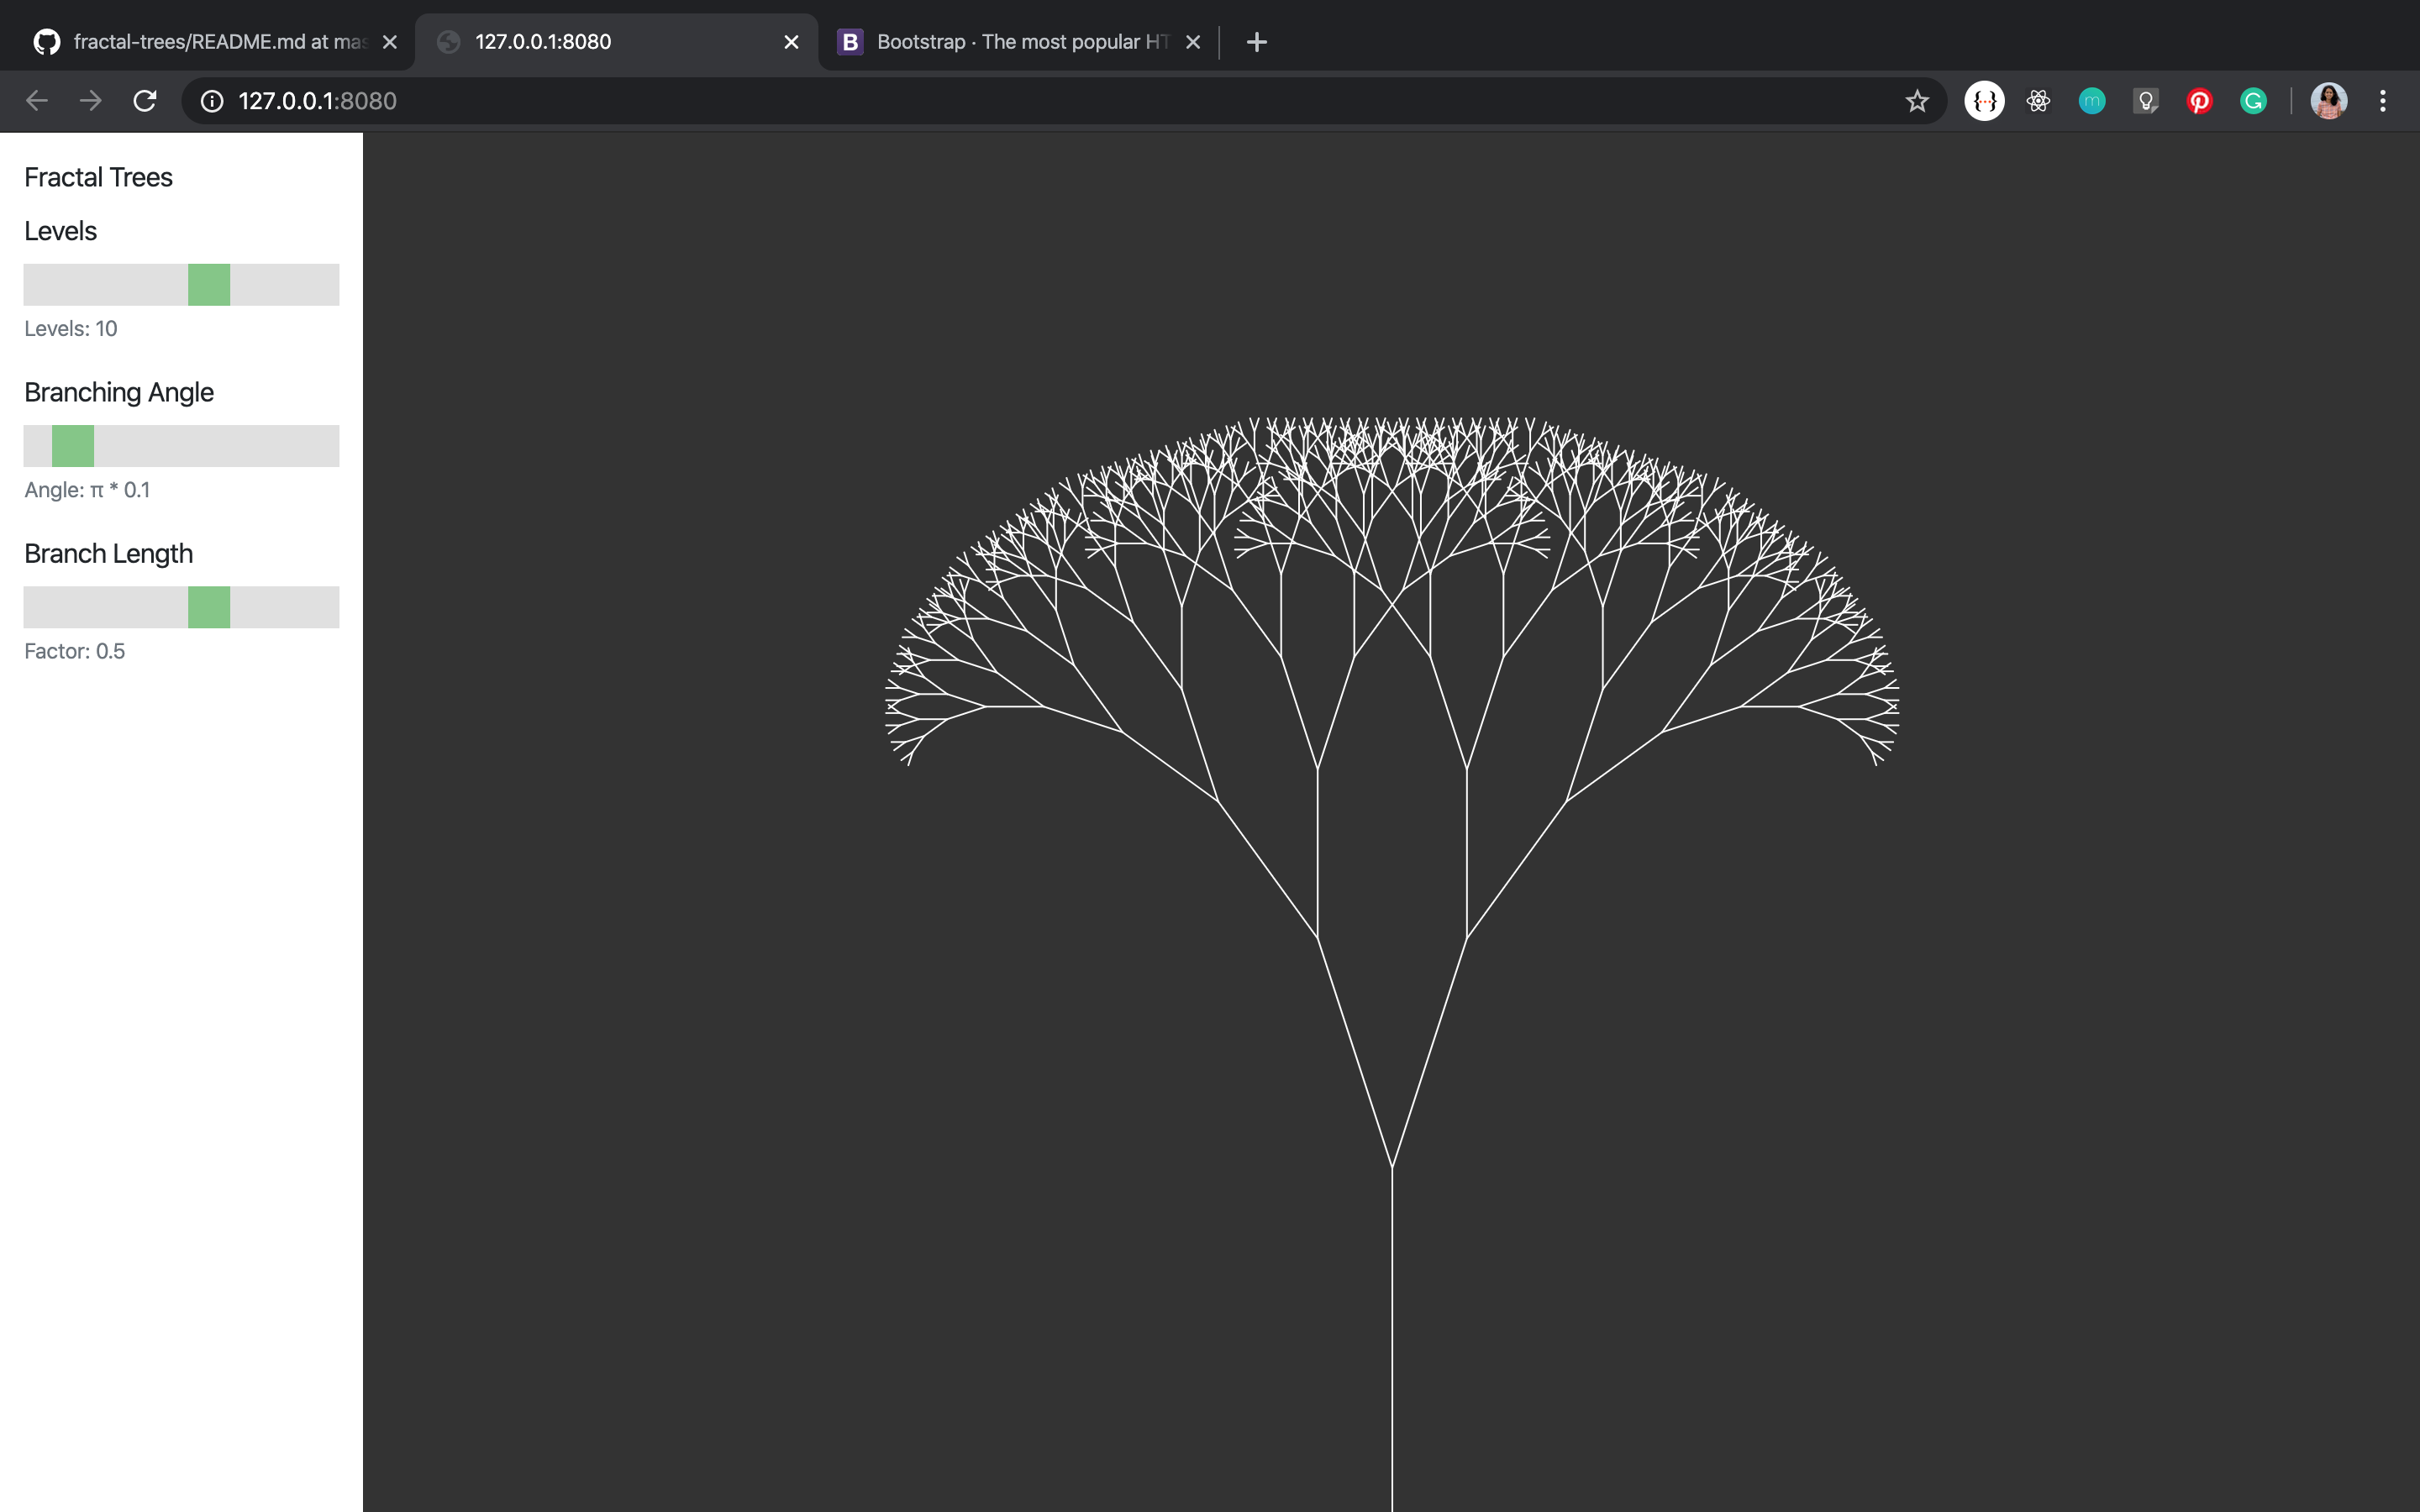 fractal-trees/README.md at mas
127.0.0.1:8080
B Bootstrap · The most popular HT
127.0.0.1:8080
{···}
m
G
Fractal Trees
Levels
Levels: 10
Branching Angle
Angle: π * 0.1
Branch Length
Factor: 0.5